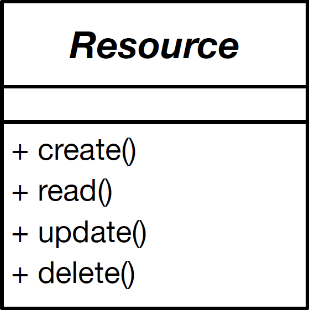 Resource
+ create()
+ read()
+ update()
+ delete()